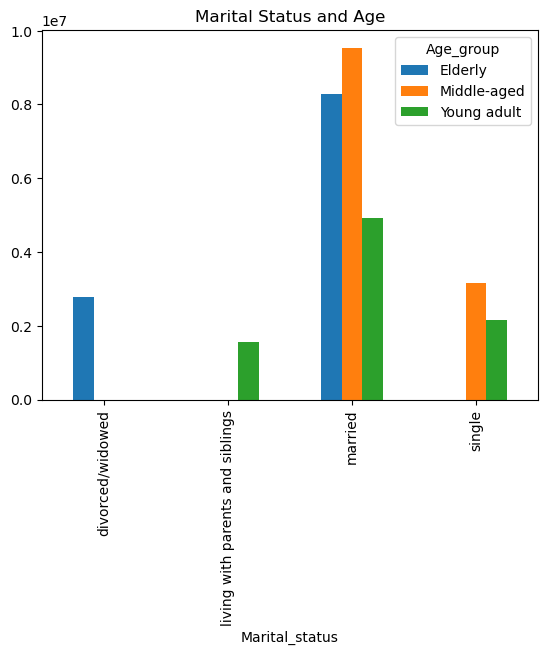 Marital Status and Age
1e7
1.0
0.8
0.6
0.4
0.2
0.0
Age_group
Elderly
Middle-aged
Young adult
divorced/widowed
living with parents and siblings
married
single
Marital_status